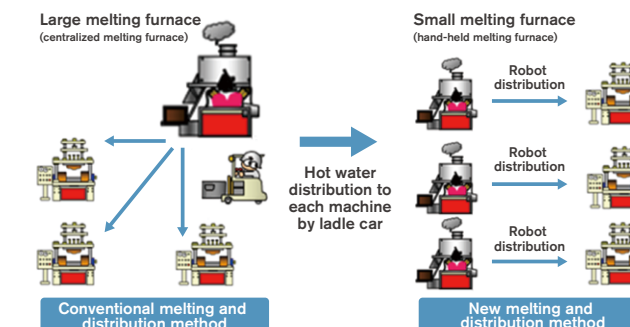 Large melting furnace
(centralized melting furnace)
Hot water
distribution to
each machine
by ladle car
Conventional melting and
distribution method
Small melting furnace
(hand-held melting furnace)
Robot
distribution
Robot
distribution
Robot
distribution
New melting and
distribution method